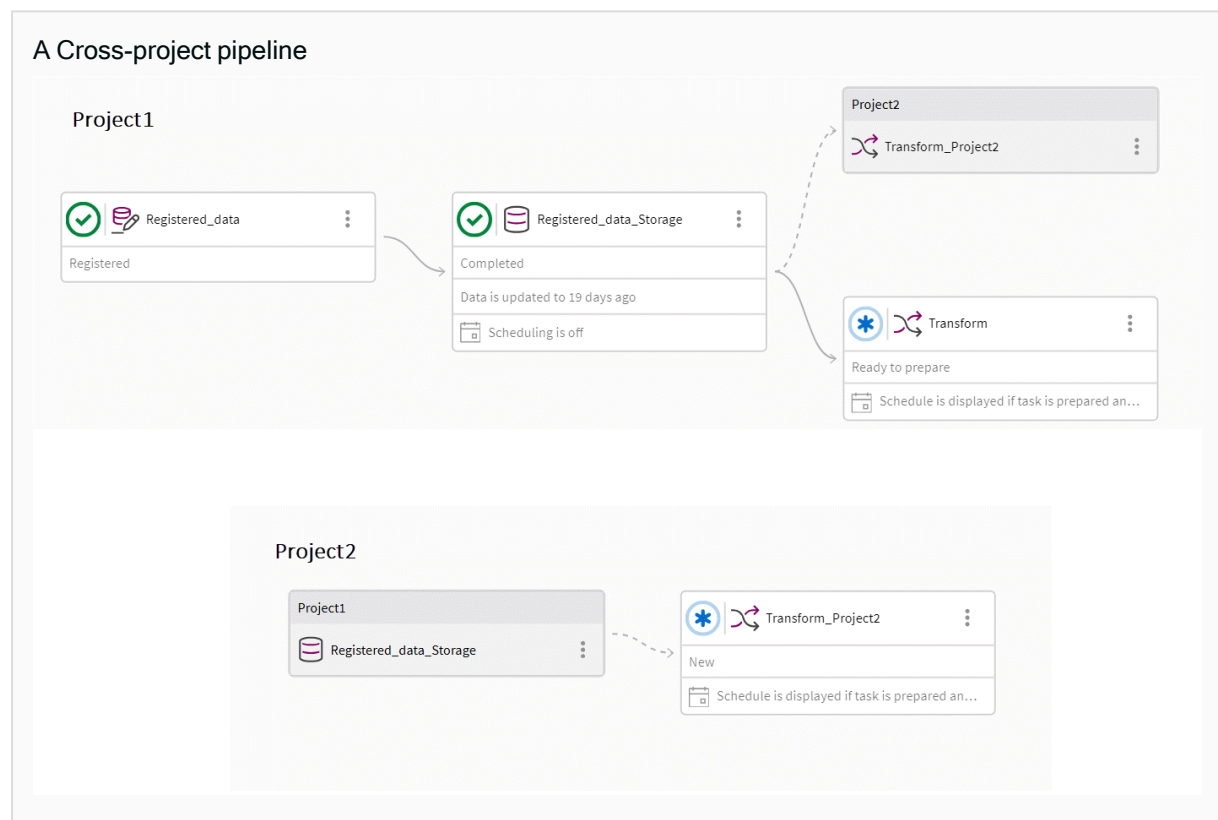 A Cross-project pipeline
Project1
Project2
Transform_Project2
Registered_data
Registered
Registered_data_Storage
Completed
Data is updated to 19 days ago
Scheduling is off
Transform
Ready to prepare
Schedule is displayed if task is prepared an...
Project2
Project1
Registered_data_Storage
Transform_Project2
New
Schedule is displayed if task is prepared an...